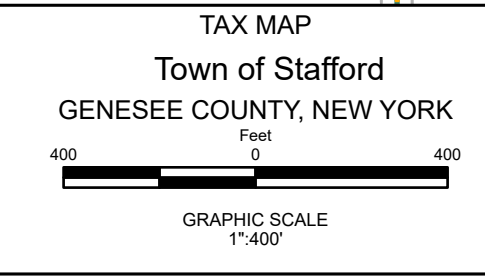 TAX MAP
Town of Stafford
GENESEE COUNTY, NEW YORK
Feet
400 0 400
GRAPHIC SCALE
1":400'